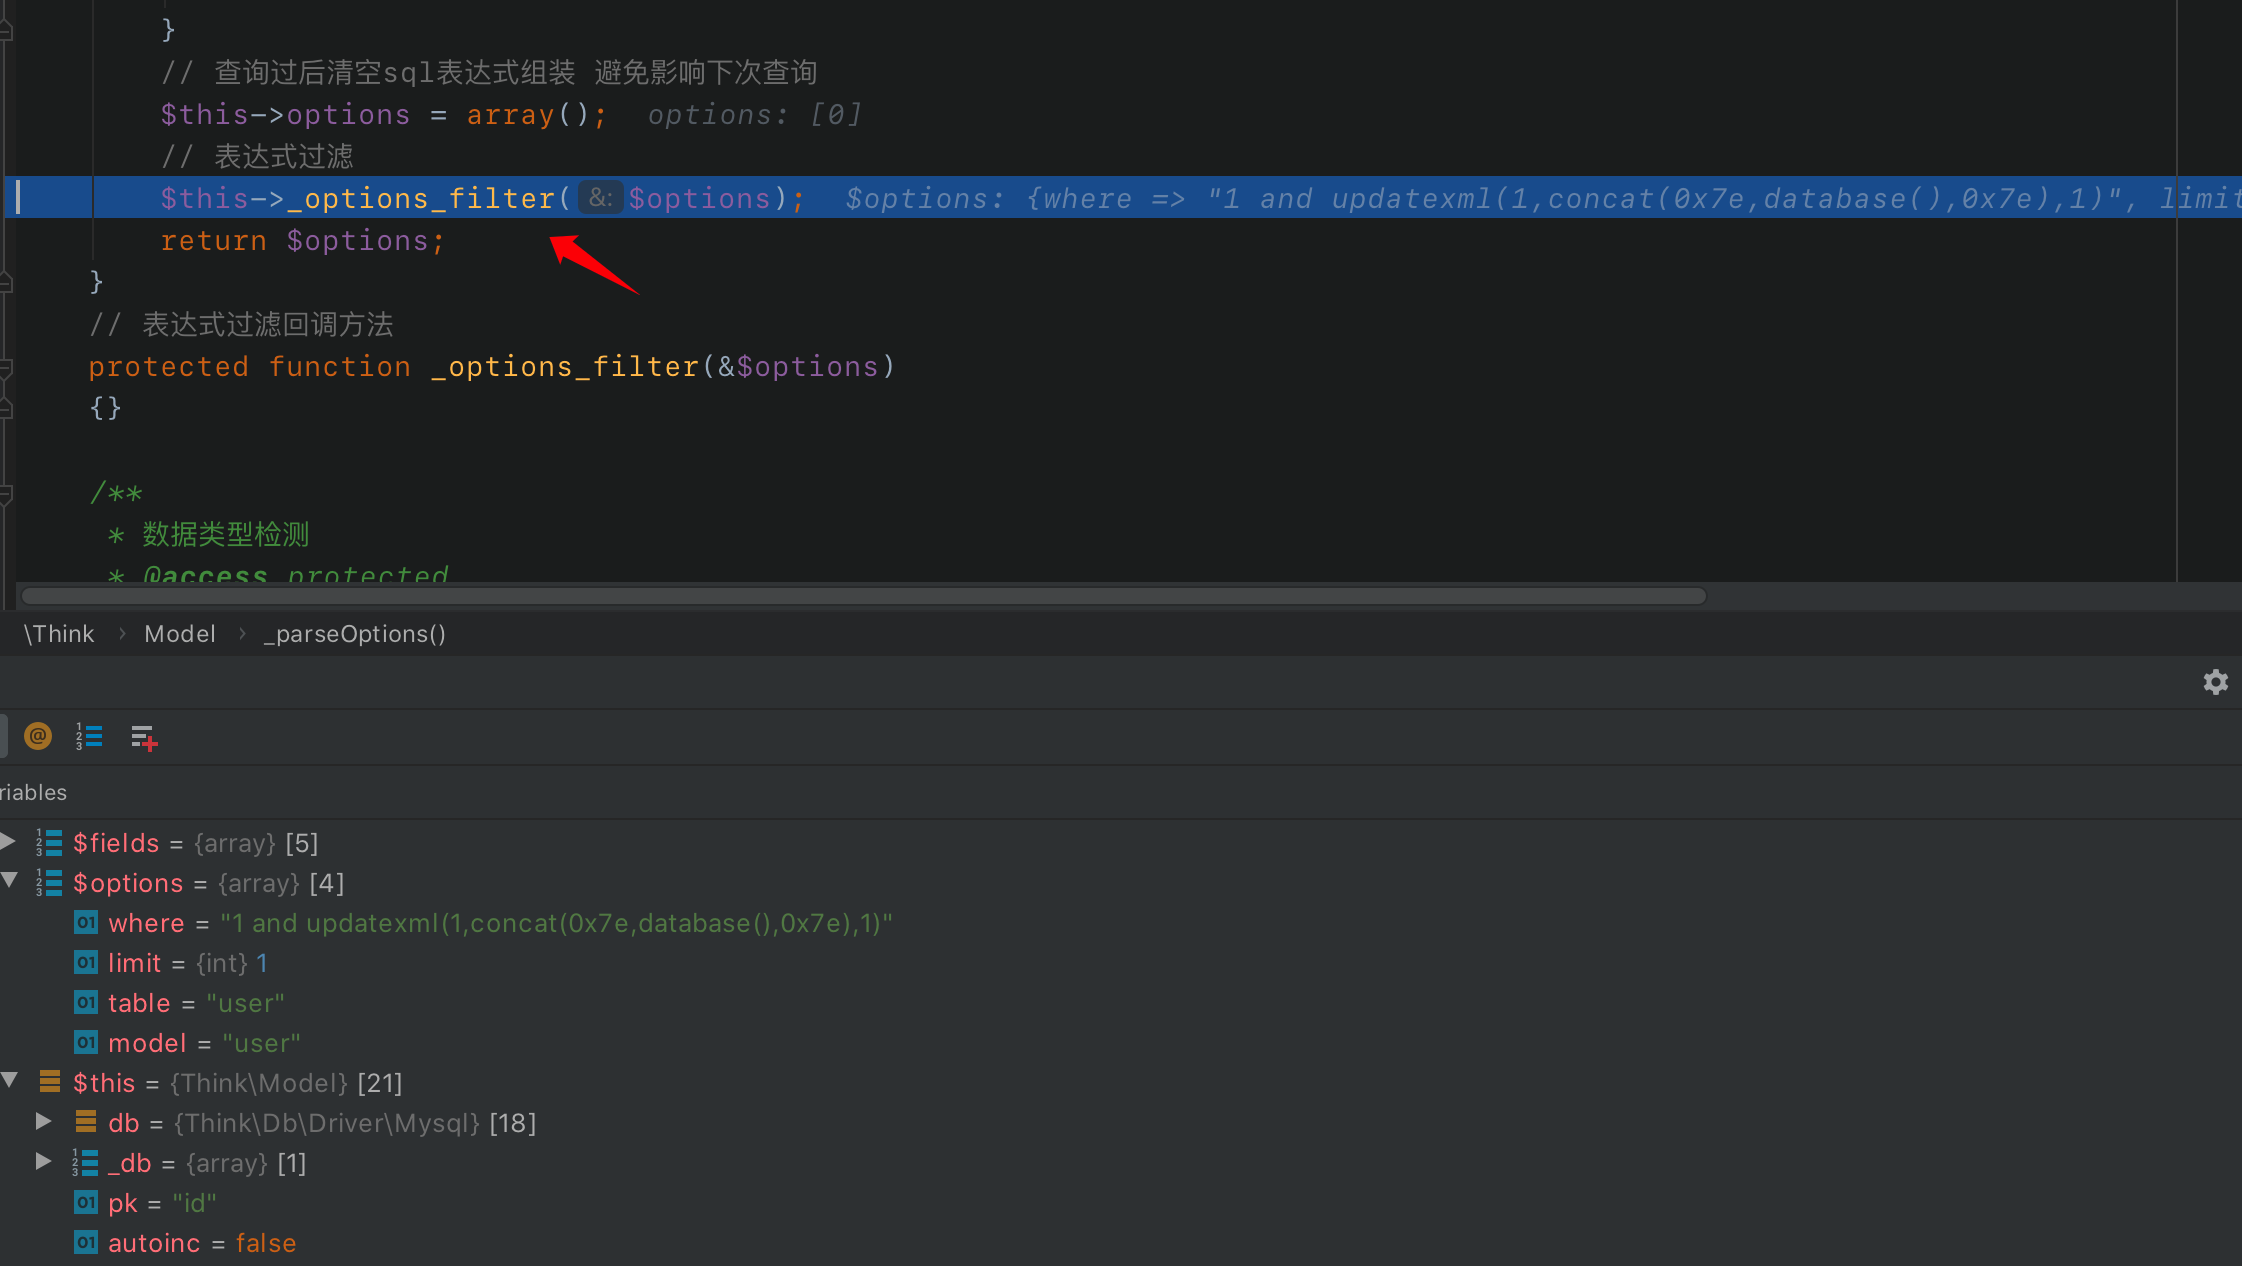 }
// 查询过后清空sql表达式组装 避免影响下次查询
$this->options = array(); options: [0]
// 表达式过滤
$this->_options_filter( &: $options); $options: {where => "1 and updatexml(1,concat(0x7e,database(),0x7e),1)", limit
return $options;
}
// 表达式过滤回调方法
protected function _options_filter(&$options)
{}
/**
* 数据类型检测
* @access protected
\Think › Model › _parseOptions()
riables
$fields = {array} [5]
$options = {array} [4]
where = "1 and updatexml(1,concat(0x7e,database(),0x7e),1)"
limit = {int} 1
table = "user"
model = "user"
$this = {Think\Model} [21]
db = {Think\Db\Driver\Mysql} [18]
_db = {array} [1]
pk = "id"
autoinc = false